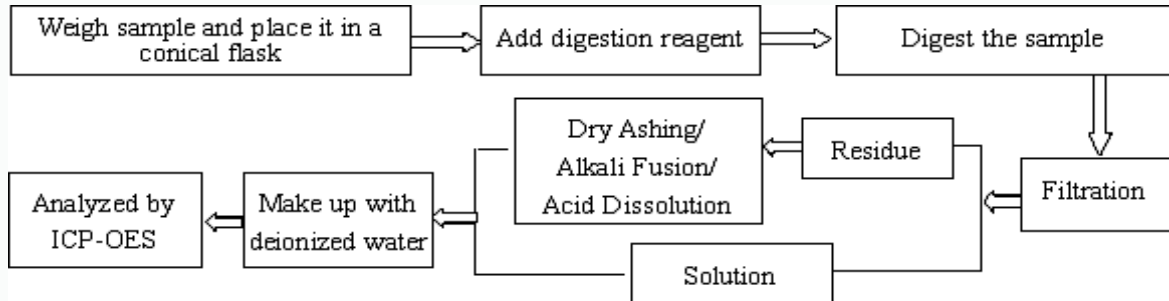 Weigh sample and place it in a
conical flask
Add digestion reagent
Digest the sample
Filtration
Residue
Dry Ashing/
Alkali Fusion/
Acid Dissolution
Solution
Make up with
deionized water
Analyzed by
ICP-OES